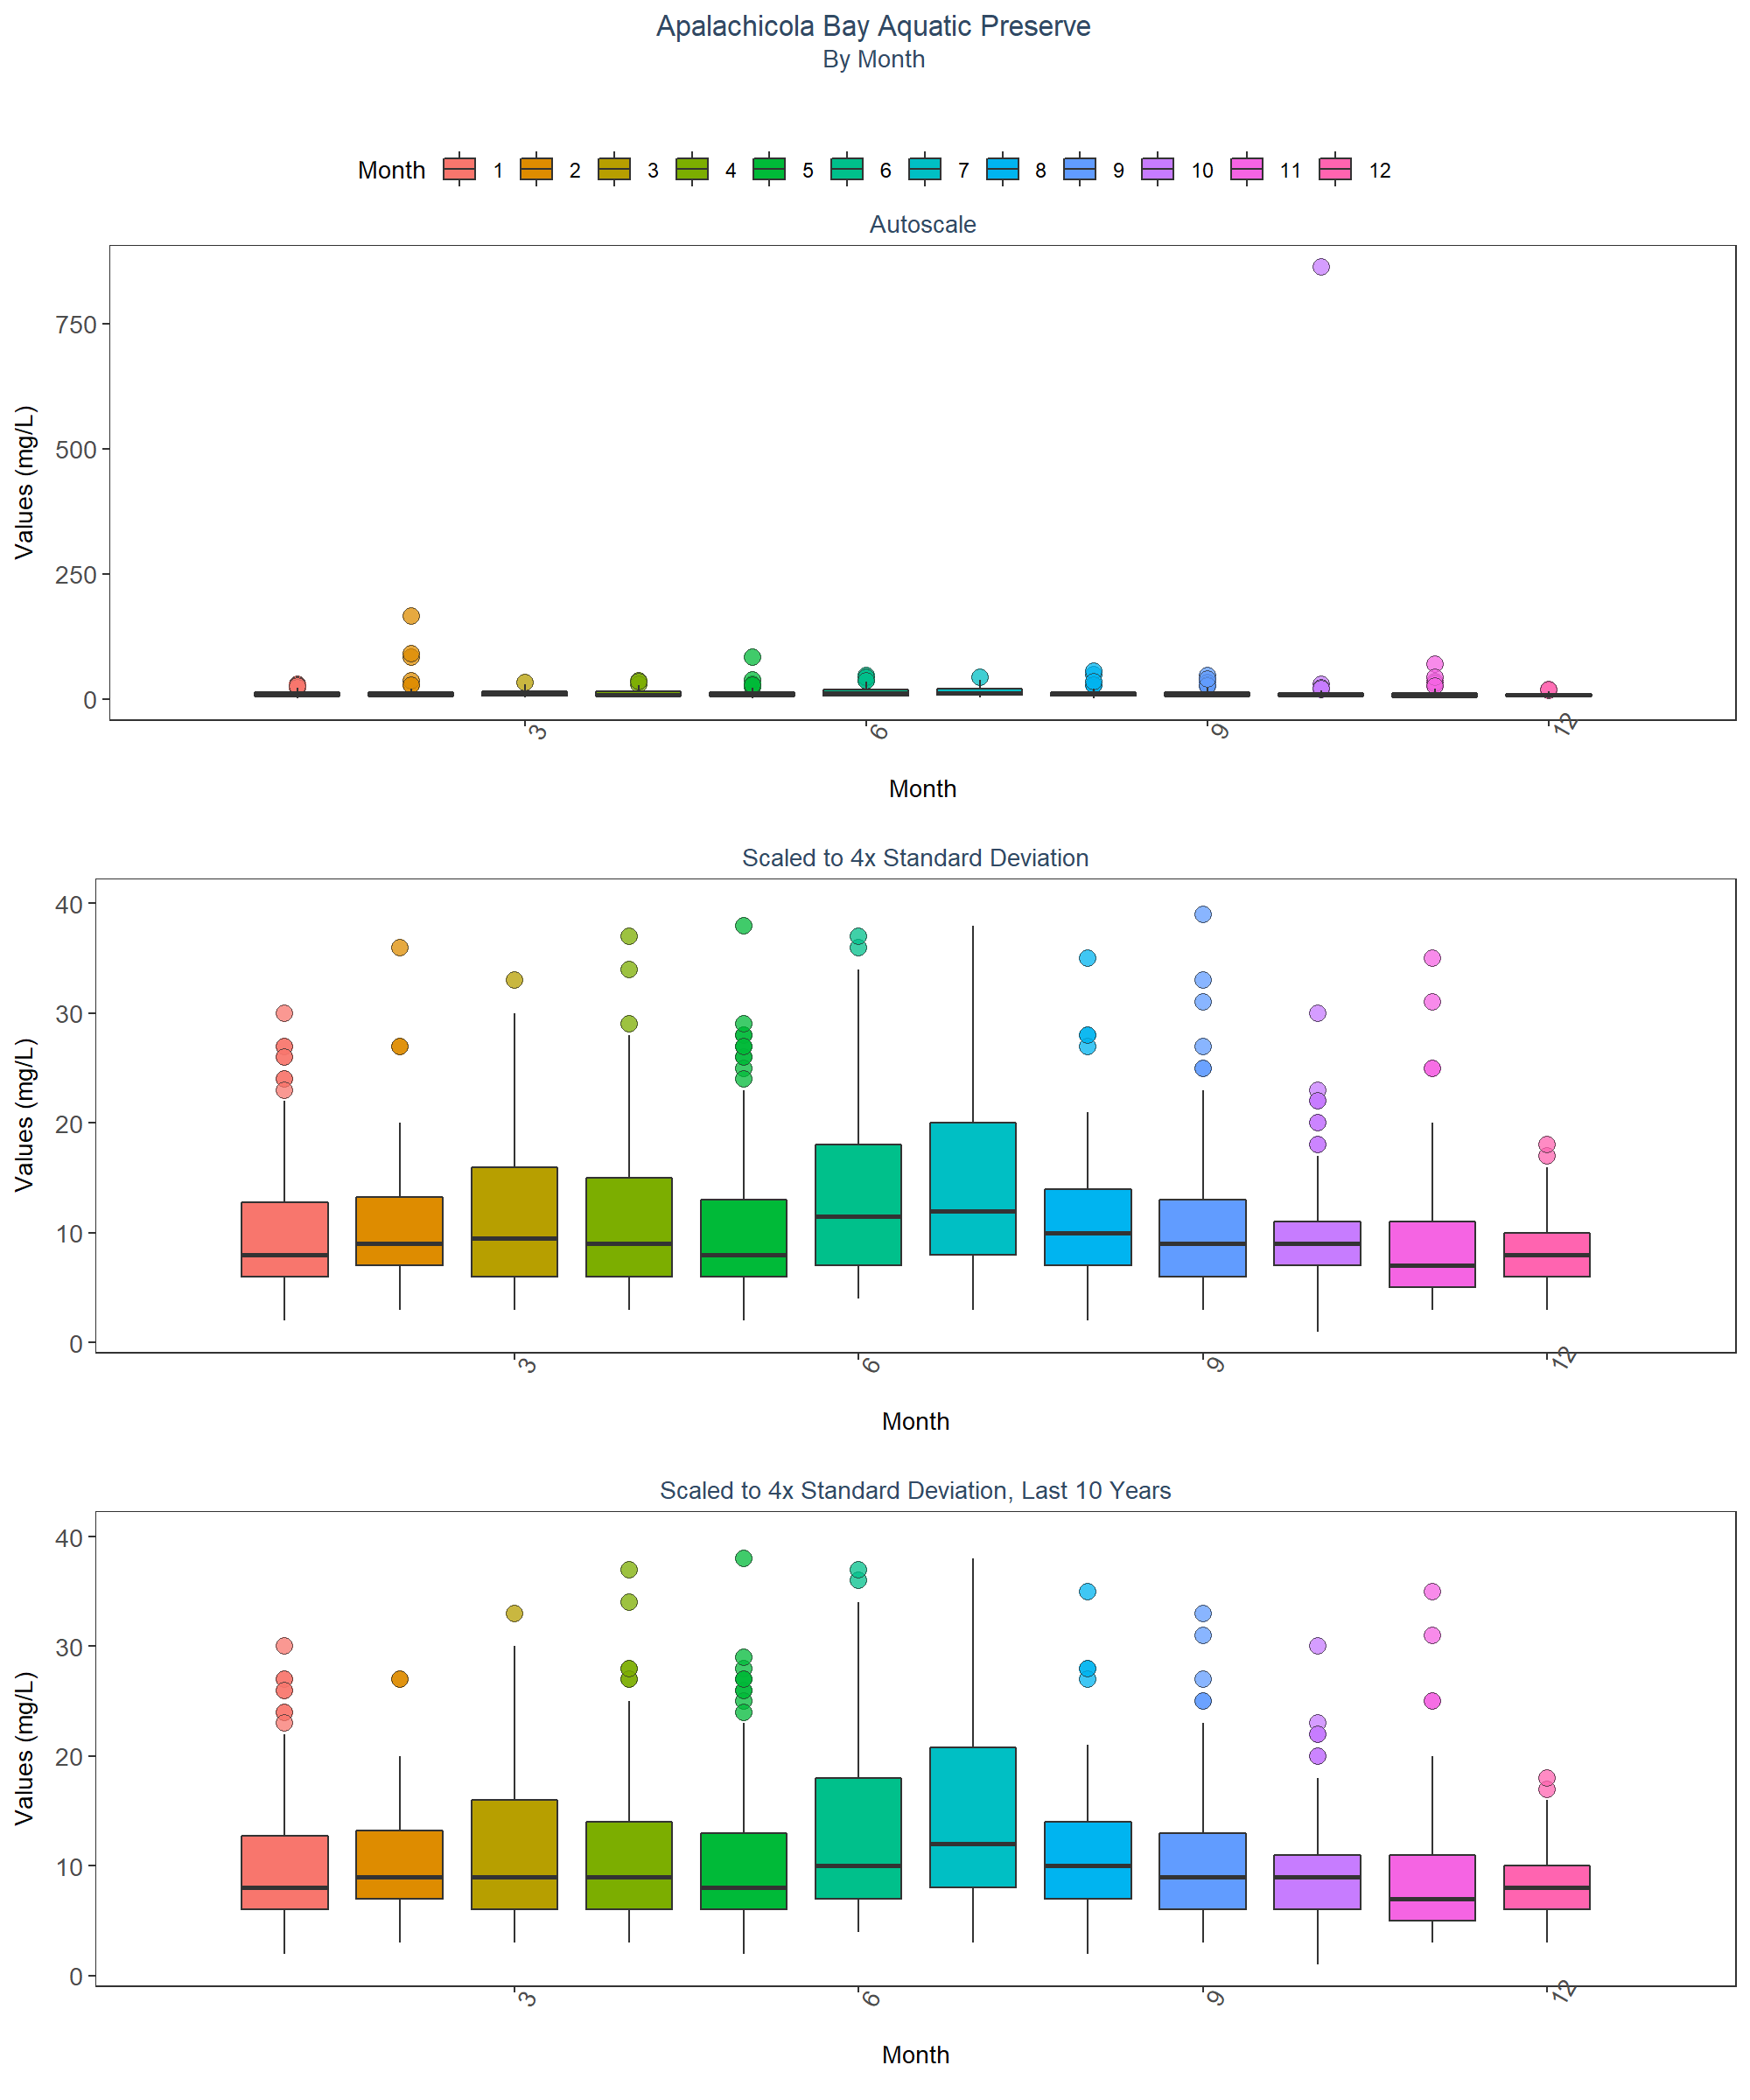 Apalachicola Bay Aquatic Preserve
By Month
Month 1 2 3 4 5 6 7 8 9 10 11 12
Autoscale
Values (mg/L)
750
500
250
0
3 6 9 12
Month
Scaled to 4x Standard Deviation
Values (mg/L)
40
30
20
10
0
3 6 9 12
Month
Scaled to 4x Standard Deviation, Last 10 Years
Values (mg/L)
40
30
20
10
0
3 6 9 12
Month